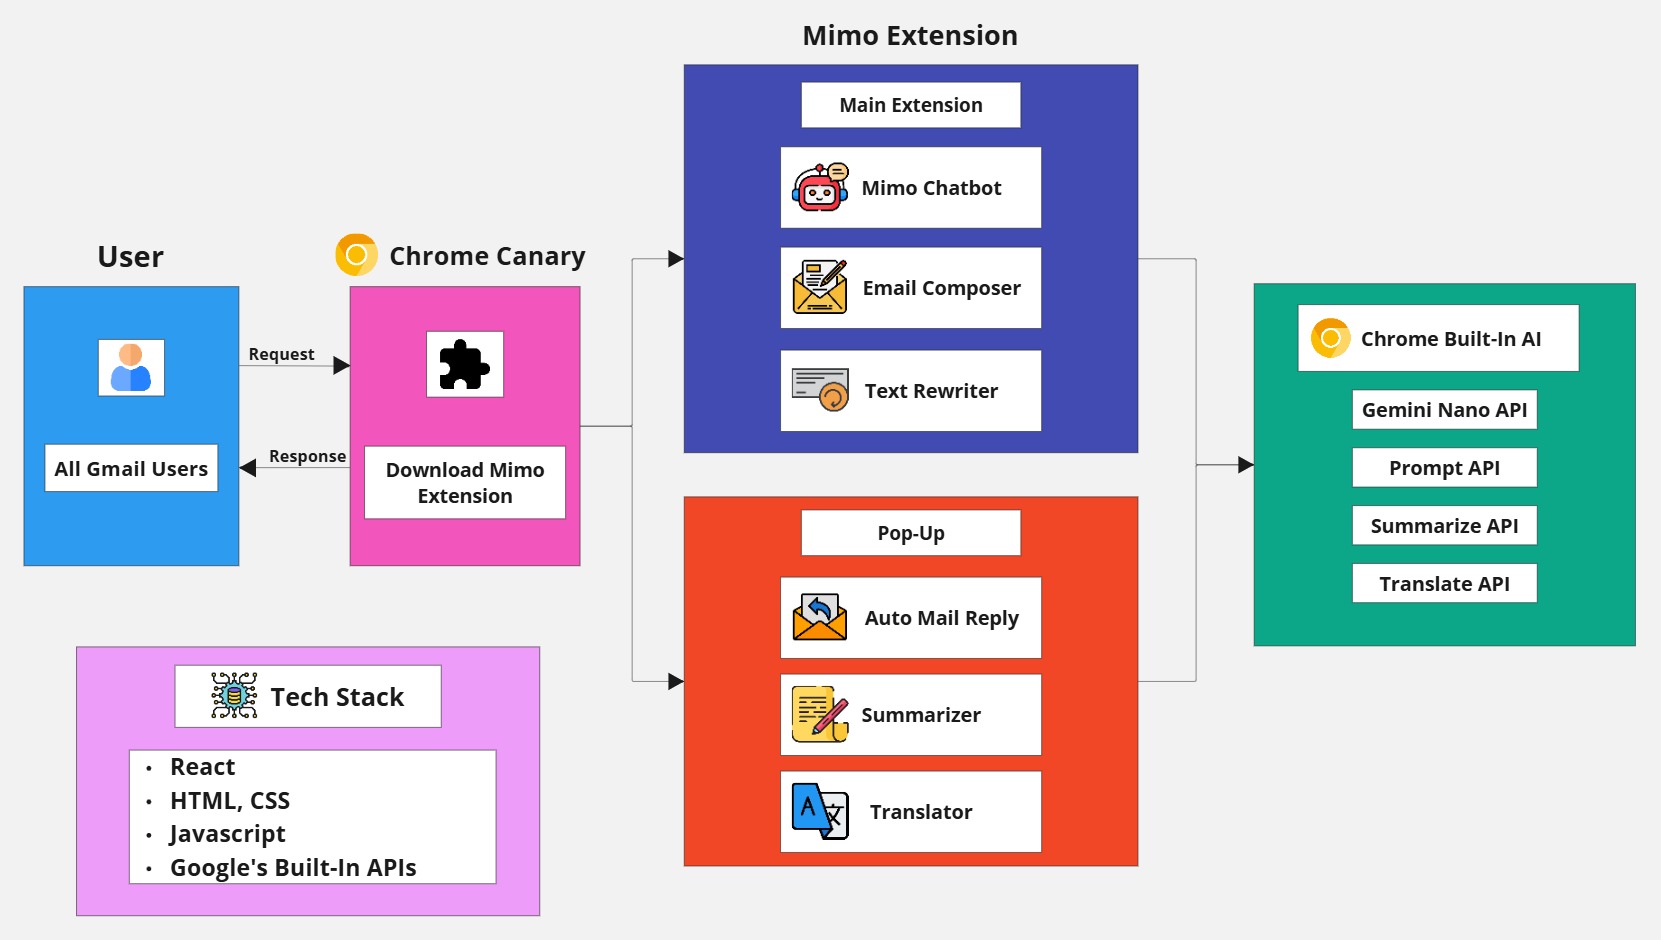 Mimo Extension
Main Extension
Mimo Chatbot
Email Composer
Text Rewriter
User
All Gmail Users
Request
Response
Chrome Canary
Download Mimo
Extension
Pop-Up
Auto Mail Reply
Summarizer
A 文
Translator
Chrome Built-In AI
Gemini Nano API
Prompt API
Summarize API
Translate API
Tech Stack
• React
• HTML, CSS
• Javascript
• Google's Built-In APIs